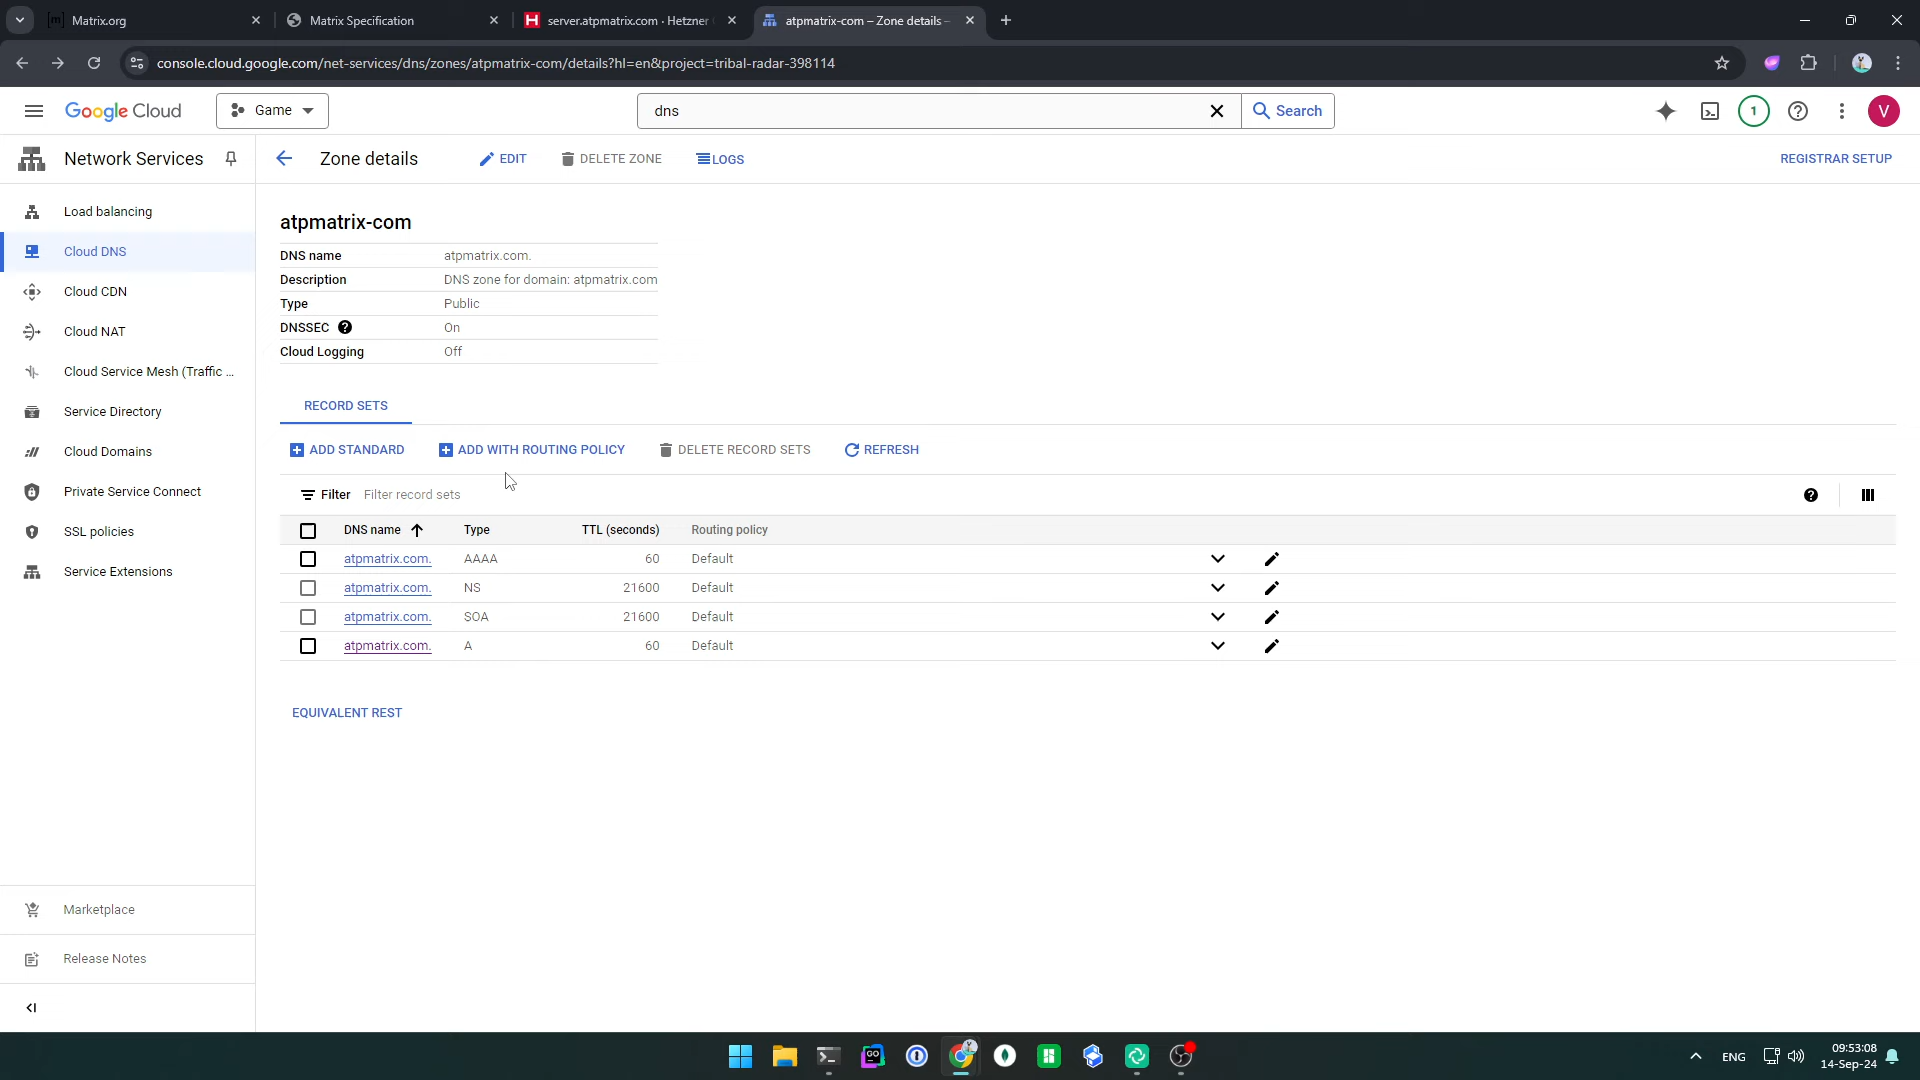 Matrix.org
Matrix Specification
server.atpmatrix.com · Hetzner
atpmatrix-com – Zone details –
console.cloud.google.com/net-services/dns/zones/atpmatrix-com/details?hl=en&project=tribal-radar-398114
Google Cloud
Game
dns
Search
1
V
Network Services
Zone details
EDIT
DELETE ZONE
LOGS
REGISTRAR SETUP
Load balancing
Cloud DNS
Cloud CDN
Cloud NAT
Cloud Service Mesh (Traffic ...
Service Directory
Cloud Domains
Private Service Connect
SSL policies
Service Extensions
Marketplace
Release Notes
atpmatrix-com
DNS name atpmatrix.com.
Description DNS zone for domain: atpmatrix.com
Type Public
DNSSEC On
Cloud Logging Off
RECORD SETS
ADD STANDARD
ADD WITH ROUTING POLICY
DELETE RECORD SETS
REFRESH
Filter Filter record sets
DNS name Type TTL (seconds) Routing policy
atpmatrix.com. AAAA 60 Default
atpmatrix.com. NS 21600 Default
atpmatrix.com. SOA 21600 Default
atpmatrix.com. A 60 Default
EQUIVALENT REST
GO
ENG
09:53:08
14-Sep-24